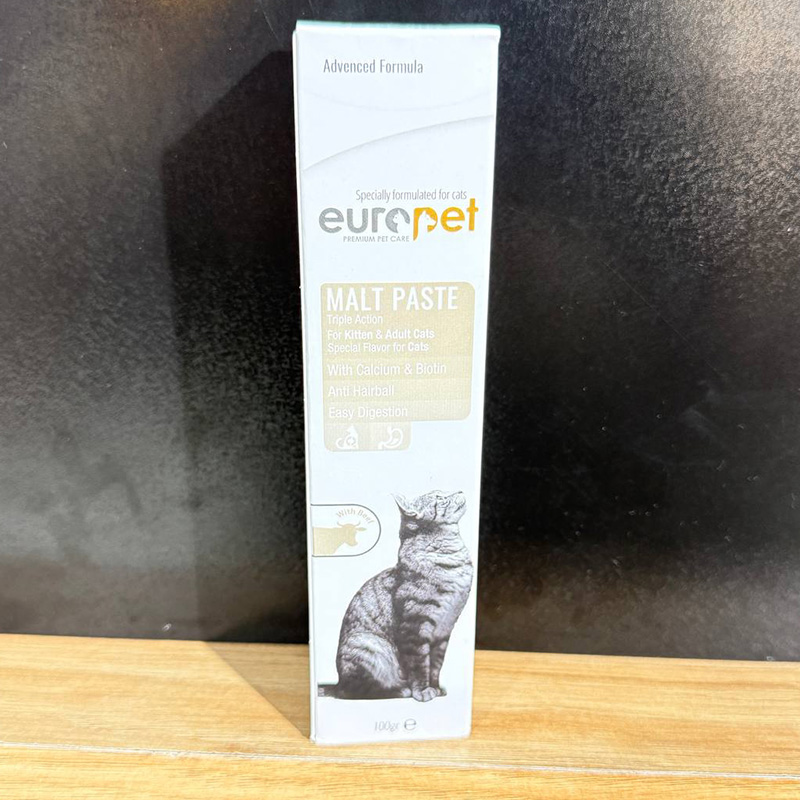 Advenced Formula
Specially formulated for cats
europet
PREMIUM PET CARE
MALT PASTE
Triple Action
For Kitten & Adult Cats
Special Flavor for Cats
With Calcium & Biotin
Anti Hairball
Easy Digestion
With Beef
100gr ℮